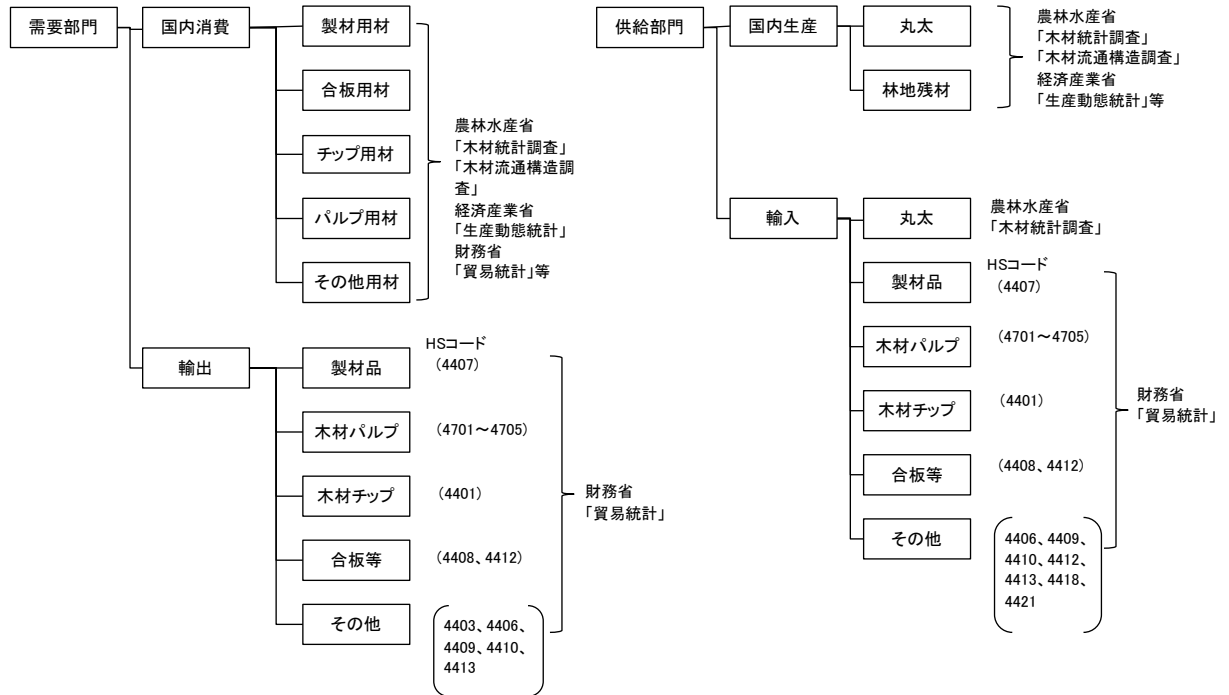 需要部門
国内消費
製材用材
合板用材
チップ用材
パルプ用材
その他用材
農林水産省
「木材統計調査」
「木材流通構造調
査」
経済産業省
「生産動態統計」
財務省
「貿易統計」等
輸出
HSコード
製材品
(4407)
木材パルプ
(4701～4705)
木材チップ
(4401)
合板等
(4408、4412)
その他
4403、4406、
4409、4410、
4413
財務省
「貿易統計」
供給部門
国内生産
丸太
林地残材
農林水産省
「木材統計調査」
「木材流通構造調査」
経済産業省
「生産動態統計」等
輸入
丸太
農林水産省
「木材統計調査」
HSコード
製材品
(4407)
木材パルプ
(4701～4705)
木材チップ
(4401)
合板等
(4408、4412)
その他
4406、4409、
4410、4412、
4413、4418、
4421
財務省
「貿易統計」